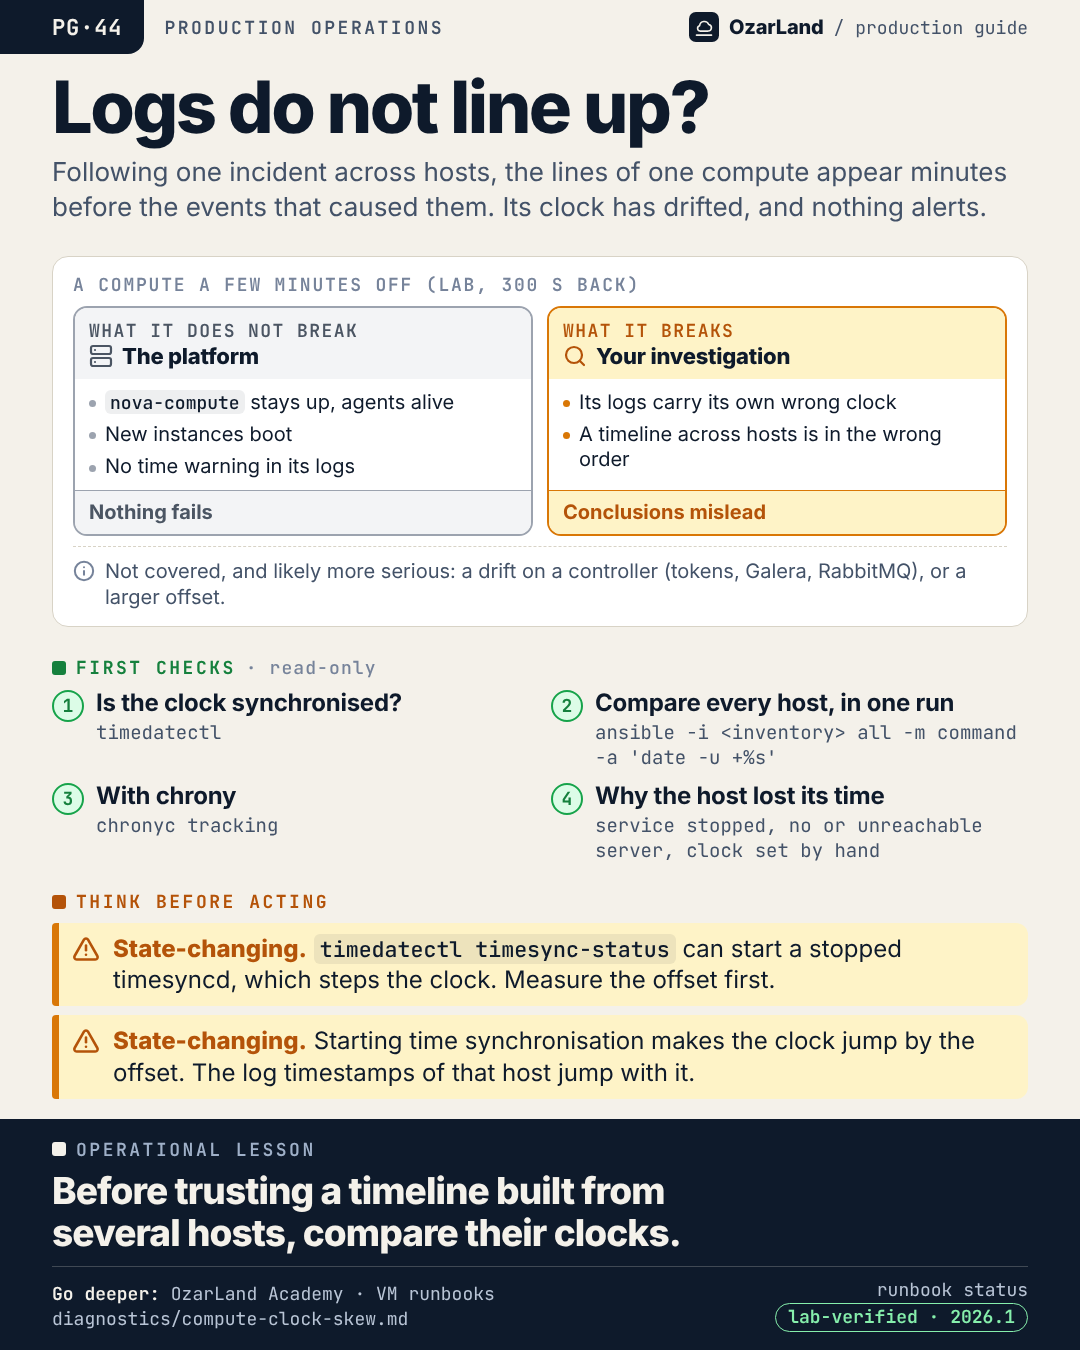 PG·44
PRODUCTION OPERATIONS
OzarLand / production guide
Logs do not line up?
Following one incident across hosts, the lines of one compute appear minutes
before the events that caused them. Its clock has drifted, and nothing alerts.
A COMPUTE A FEW MINUTES OFF (LAB, 300 S BACK)
WHAT IT DOES NOT BREAK
The platform
nova-compute stays up, agents alive
New instances boot
No time warning in its logs
Nothing fails
WHAT IT BREAKS
Your investigation
Its logs carry its own wrong clock
A timeline across hosts is in the wrong
order
Conclusions mislead
Not covered, and likely more serious: a drift on a controller (tokens, Galera, RabbitMQ), or a
larger offset.
FIRST CHECKS · read-only
1 Is the clock synchronised?
timedatectl
2 Compare every host, in one run
ansible -i <inventory> all -m command
-a 'date -u +%s'
3 With chrony
chronyc tracking
4 Why the host lost its time
service stopped, no or unreachable
server, clock set by hand
THINK BEFORE ACTING
State-changing. timedatectl timesync-status can start a stopped
timesyncd, which steps the clock. Measure the offset first.
State-changing. Starting time synchronisation makes the clock jump by the
offset. The log timestamps of that host jump with it.
OPERATIONAL LESSON
Before trusting a timeline built from
several hosts, compare their clocks.
Go deeper: OzarLand Academy · VM runbooks
diagnostics/compute-clock-skew.md
runbook status
lab-verified · 2026.1